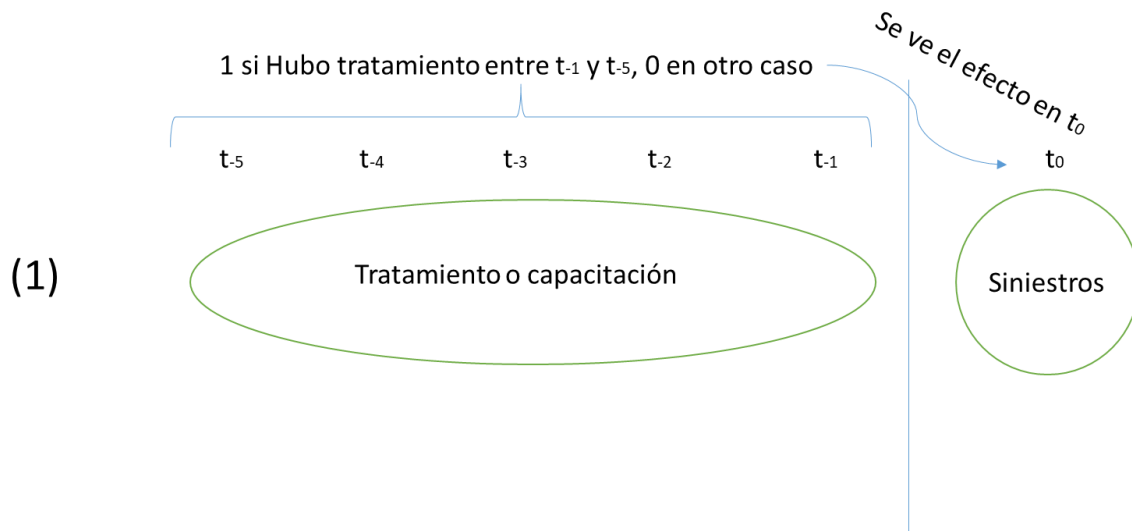 Se ve el efecto en t0
1 si Hubo tratamiento entre t-1 y t-5, 0 en otro caso
t-5 t-4 t-3 t-2 t-1 t0
(1) Tratamiento o capacitación Siniestros